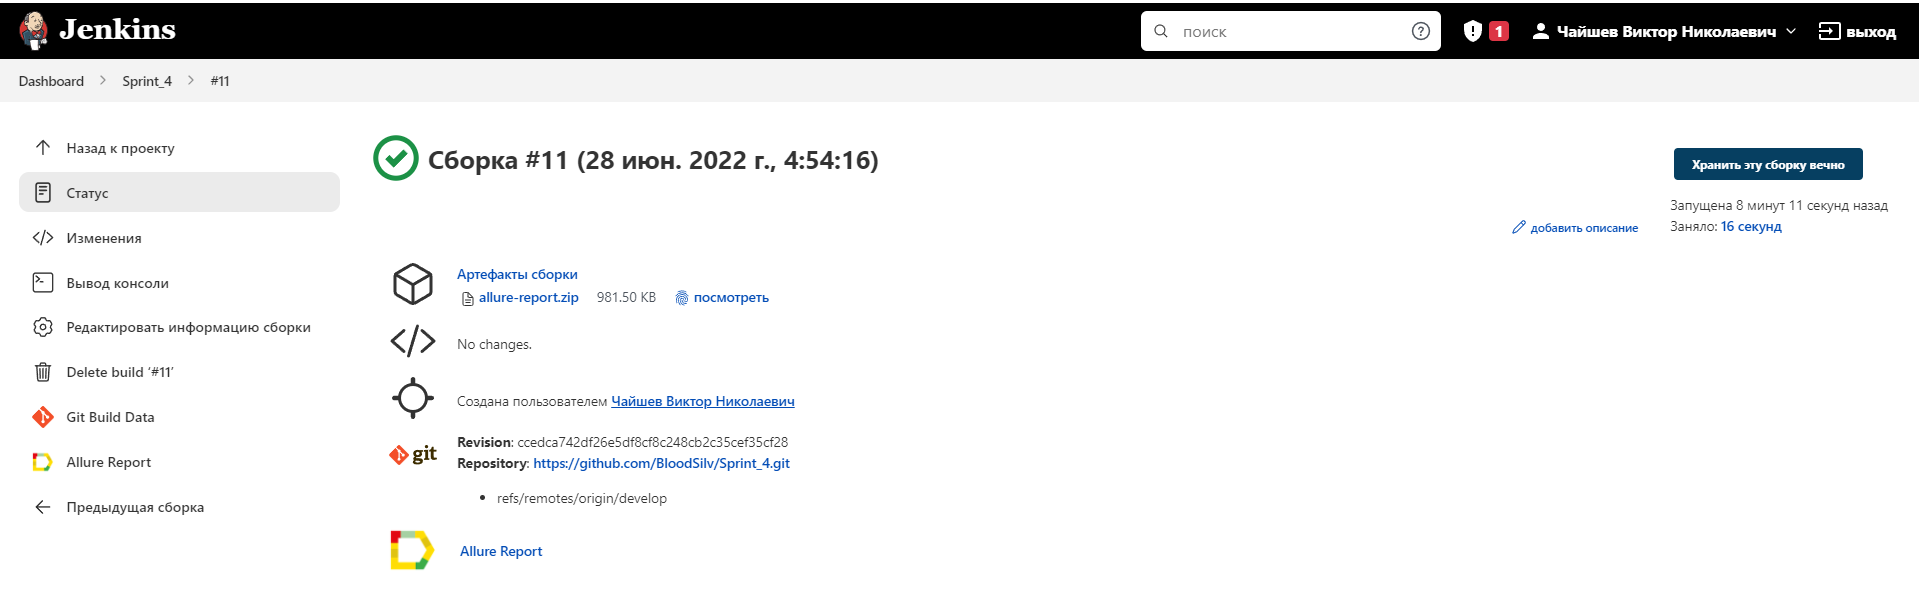 Jenkins
поиск
1
Чайшев Виктор Николаевич
выход
Dashboard
Sprint_4
#11
Назад к проекту
Статус
Изменения
Вывод консоли
Редактировать информацию сборки
Delete build ‘#11’
Git Build Data
Allure Report
Предыдущая сборка
Сборка #11 (28 июн. 2022 г., 4:54:16)
Хранить эту сборку вечно
Запущена 8 минут 11 секунд назад
добавить описание
Заняло: 16 секунд
Артефакты сборки
allure-report.zip 981.50 KB посмотреть
No changes.
Создана пользователем Чайшев Виктор Николаевич
git
Revision: ccedca742df26e5df8cf8c248cb2c35cef35cf28
Repository: https://github.com/BloodSilv/Sprint_4.git
• refs/remotes/origin/develop
Allure Report